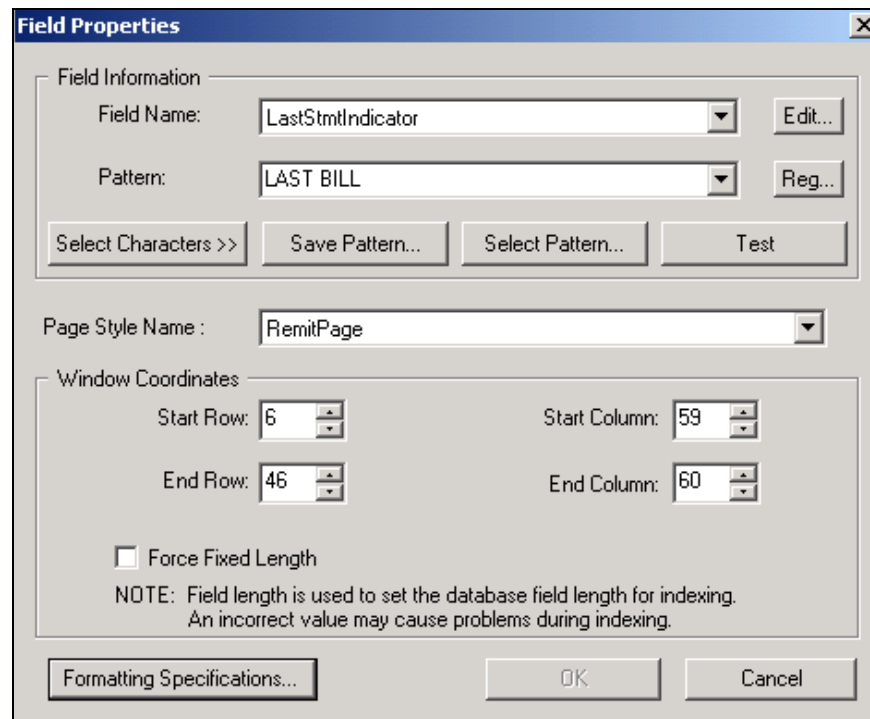 Field Properties
Field Information
Field Name: LastStmtIndicator Edit...
Pattern: LAST BILL Reg...
Select Characters >> Save Pattern... Select Pattern... Test
Page Style Name : RemitPage
Window Coordinates
Start Row: 6 Start Column: 59
End Row: 46 End Column: 60
Force Fixed Length
NOTE: Field length is used to set the database field length for indexing.
An incorrect value may cause problems during indexing.
Formatting Specifications... OK Cancel